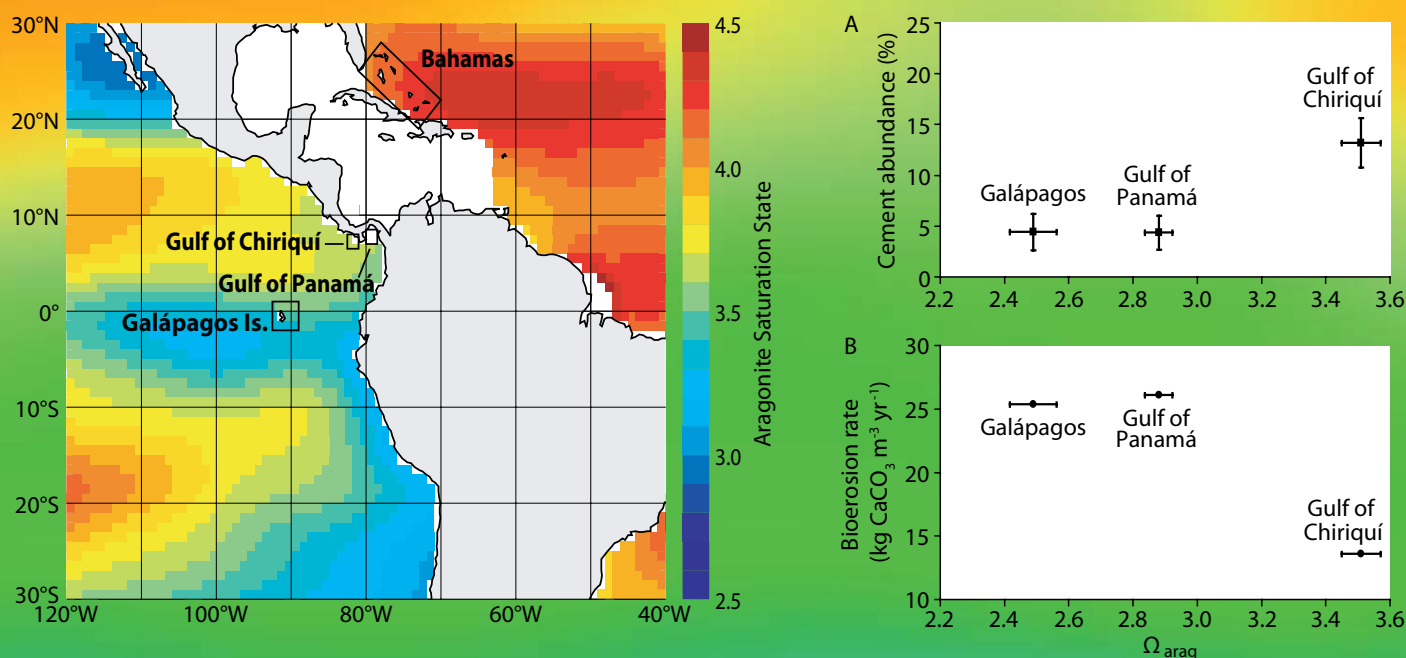 30°N
20°N
10°N
0°
10°S
20°S
30°S
120°W
100°W
80°W
60°W
40°W
Bahamas
Gulf of Chiriquí
Gulf of Panamá
Galápagos Is.
4.5
4.0
3.5
3.0
2.5
Aragonite Saturation State
A
Cement abundance (%)
25
20
15
10
5
0
2.2 2.4 2.6 2.8 3.0 3.2 3.4 3.6
Galápagos
Gulf of
Panamá
Gulf of
Chiriquí
B
Bioerosion rate
(kg CaCO₃ m⁻³ yr⁻¹)
30
25
20
15
10
2.2 2.4 2.6 2.8 3.0 3.2 3.4 3.6
Galápagos
Gulf of
Panamá
Gulf of
Chiriquí
Ω arag